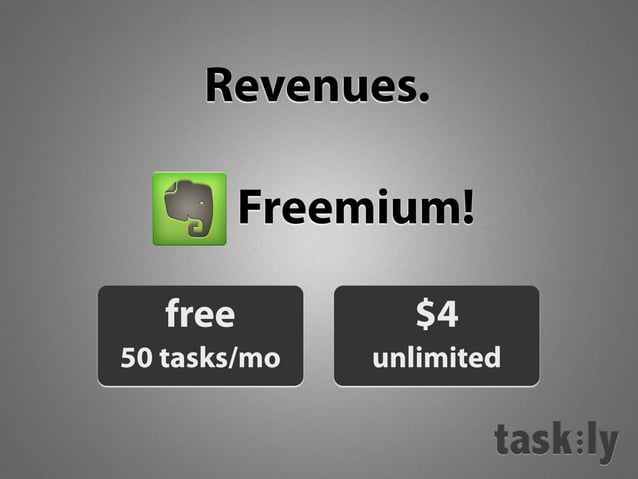 Revenues.
Freemium!
free
50 tasks/mo
$4
unlimited
task:ly